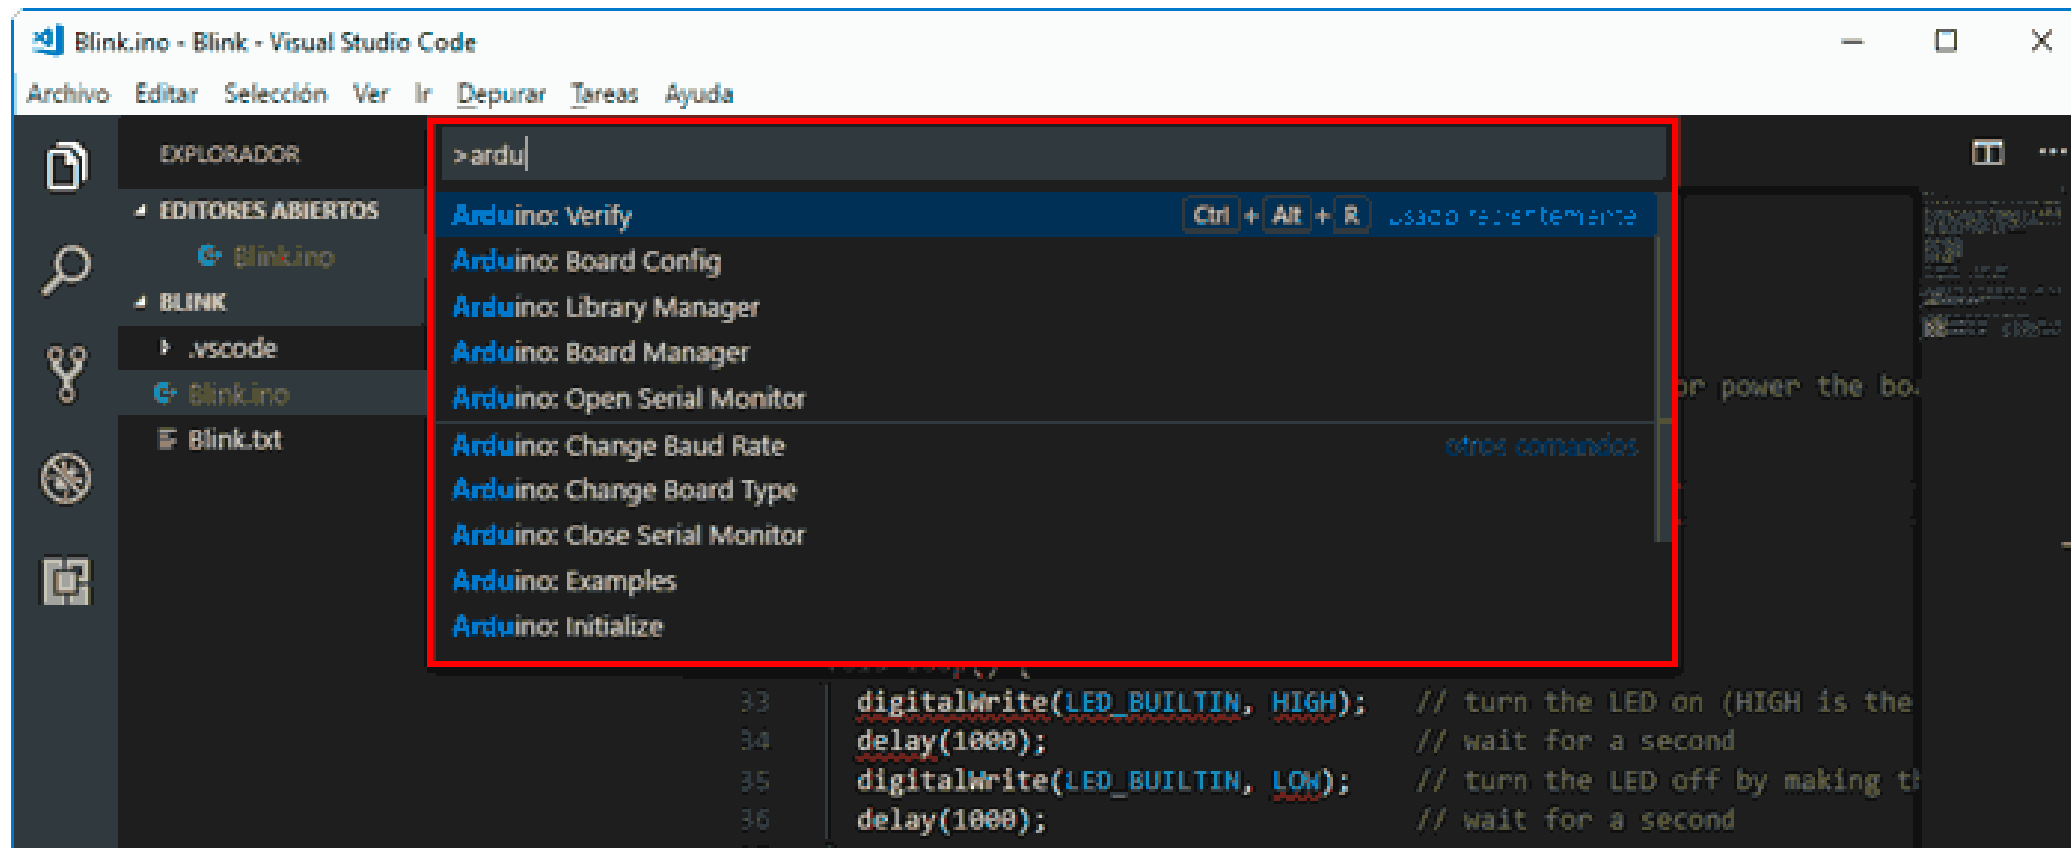 Blink.ino - Blink - Visual Studio Code
Archivo Editar Selección Ver Ir Depurar Tareas Ayuda
EXPLORADOR
EDITORES ABIERTOS
Blink.ino
BLINK
.vscode
Blink.ino
Blink.txt
>ardu
Arduino: Verify Ctrl + Alt + R usado recientemente
Arduino: Board Config
Arduino: Library Manager
Arduino: Board Manager
Arduino: Open Serial Monitor
Arduino: Change Baud Rate otros comandos
Arduino: Change Board Type
Arduino: Close Serial Monitor
Arduino: Examples
Arduino: Initialize
or power the
33 digitalWrite(LED_BUILTIN, HIGH); // turn the LED on (HIGH is the
34 delay(1000); // wait for a second
35 digitalWrite(LED_BUILTIN, LOW); // turn the LED off by making
36 delay(1000); // wait for a second